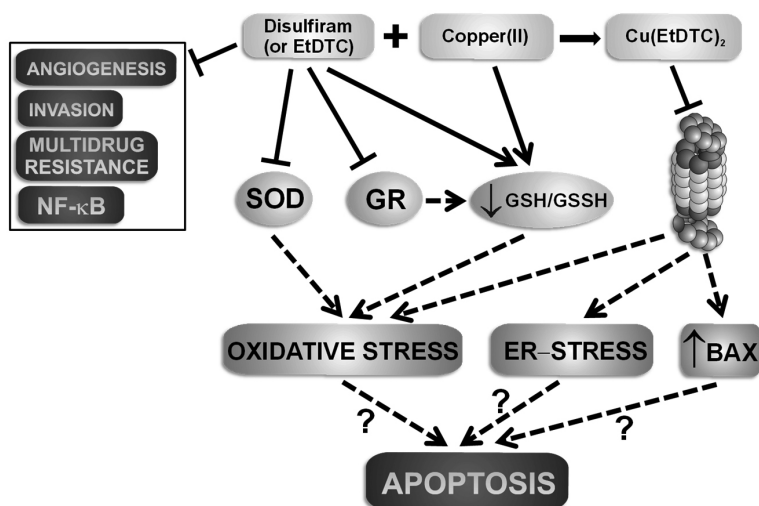 Disulfiram
(or EtDTC)
+
Copper(II)
Cu(EtDTC)₂
ANGIOGENESIS
INVASION
MULTIDRUG
RESISTANCE
NF-κB
SOD
GR
↓ GSH/GSSH
OXIDATIVE STRESS
ER–STRESS
↑BAX
?
?
?
APOPTOSIS